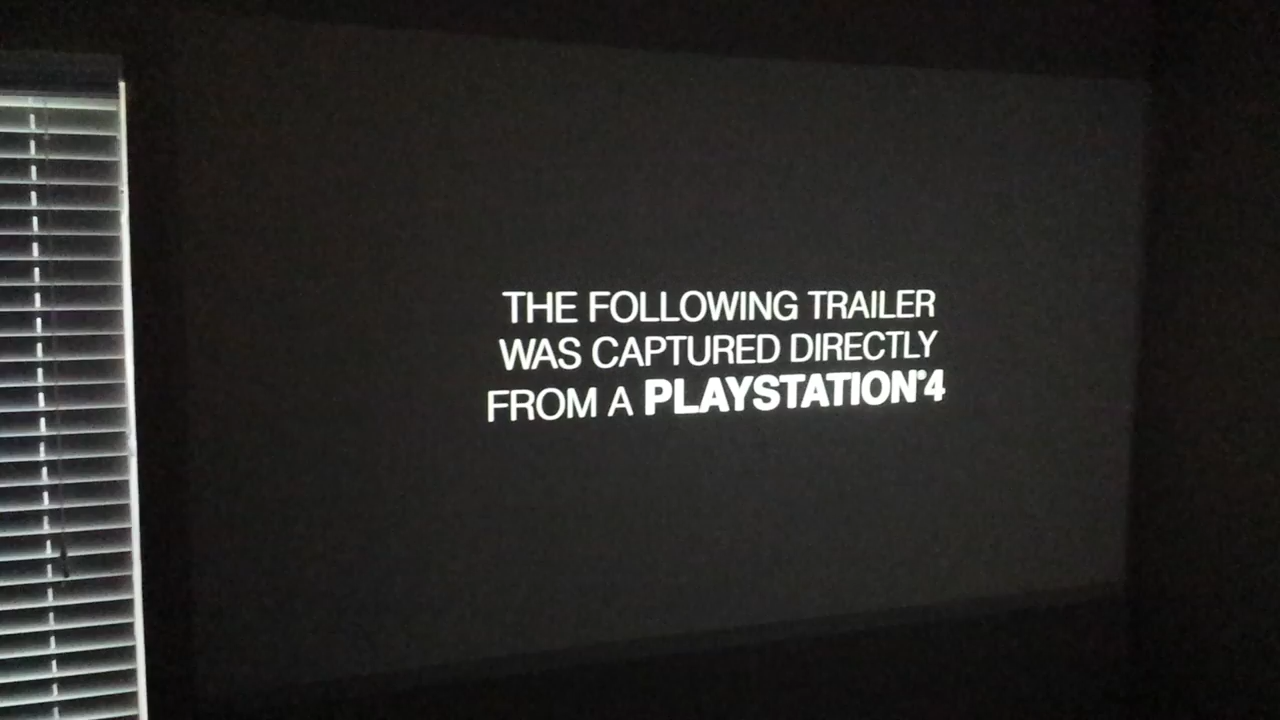 THE FOLLOWING TRAILER
WAS CAPTURED DIRECTLY
FROM A PLAYSTATION®4